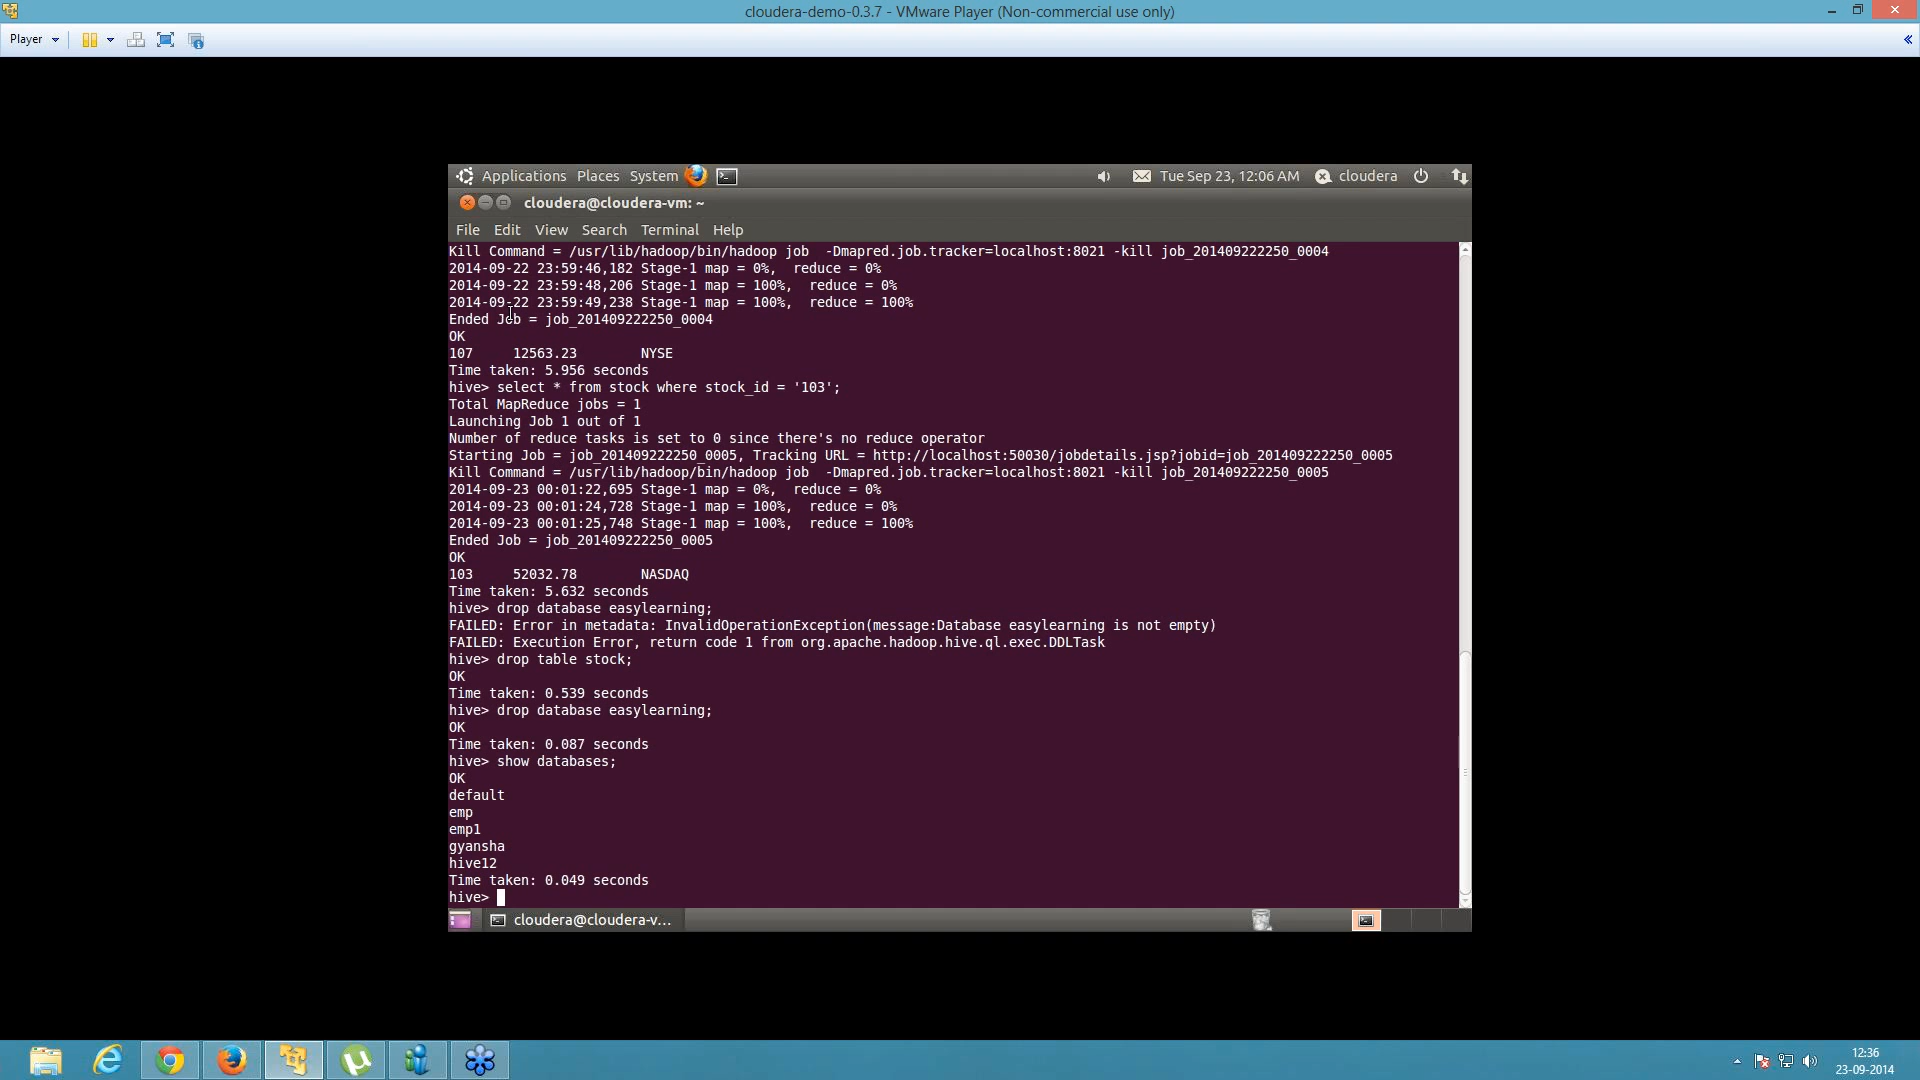 cloudera-demo-0.3.7 - VMware Player (Non-commercial use only)
Player
Applications Places System
Tue Sep 23, 12:06 AM cloudera
cloudera@cloudera-vm: ~
File Edit View Search Terminal Help
Kill Command = /usr/lib/hadoop/bin/hadoop job  -Dmapred.job.tracker=localhost:8021 -kill job_201409222250_0004
2014-09-22 23:59:46,182 Stage-1 map = 0%,  reduce = 0%
2014-09-22 23:59:48,206 Stage-1 map = 100%,  reduce = 0%
2014-09-22 23:59:49,238 Stage-1 map = 100%,  reduce = 100%
Ended Job = job_201409222250_0004
OK
107     12563.23        NYSE
Time taken: 5.956 seconds
hive> select * from stock where stock_id = '103';
Total MapReduce jobs = 1
Launching Job 1 out of 1
Number of reduce tasks is set to 0 since there's no reduce operator
Starting Job = job_201409222250_0005, Tracking URL = http://localhost:50030/jobdetails.jsp?jobid=job_201409222250_0005
Kill Command = /usr/lib/hadoop/bin/hadoop job  -Dmapred.job.tracker=localhost:8021 -kill job_201409222250_0005
2014-09-23 00:01:22,695 Stage-1 map = 0%,  reduce = 0%
2014-09-23 00:01:24,728 Stage-1 map = 100%,  reduce = 0%
2014-09-23 00:01:25,748 Stage-1 map = 100%,  reduce = 100%
Ended Job = job_201409222250_0005
OK
103     52032.78        NASDAQ
Time taken: 5.632 seconds
hive> drop database easylearning;
FAILED: Error in metadata: InvalidOperationException(message:Database easylearning is not empty)
FAILED: Execution Error, return code 1 from org.apache.hadoop.hive.ql.exec.DDLTask
hive> drop table stock;
OK
Time taken: 0.539 seconds
hive> drop database easylearning;
OK
Time taken: 0.087 seconds
hive> show databases;
OK
default
emp
emp1
gyansha
hive12
Time taken: 0.049 seconds
hive>
cloudera@cloudera-v...
12:36
23-09-2014